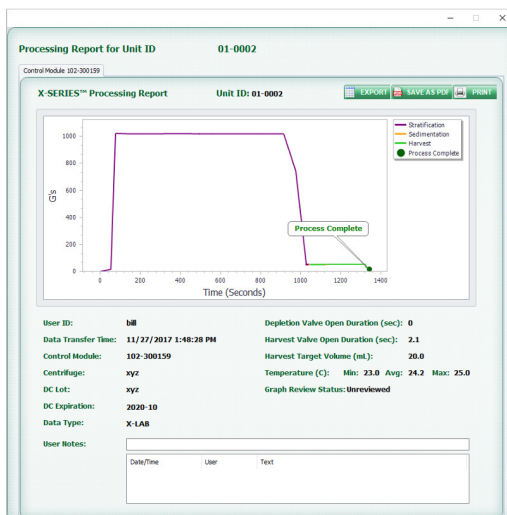 Processing Report for Unit ID 01-0002
Control Module 102-300159
X-SERIES™ Processing Report Unit ID: 01-0002 EXPORT SAVE AS PDF PRINT
Stratification
Sedimentation
Harvest
Process Complete
G's
1000
800
600
400
200
0
Process Complete
0 200 400 600 800 1000 1200 1400
Time (Seconds)
User ID: bill
Data Transfer Time: 11/27/2017 1:48:28 PM
Control Module: 102-300159
Centrifuge: xyz
DC Lot: xyz
DC Expiration: 2020-10
Data Type: X-LAB
Depletion Valve Open Duration (sec): 0
Harvest Valve Open Duration (sec): 2.1
Harvest Target Volume (mL): 20.0
Temperature (C): Min: 23.0 Avg: 24.2 Max: 25.0
Graph Review Status: Unreviewed
User Notes:
Date/Time User Text